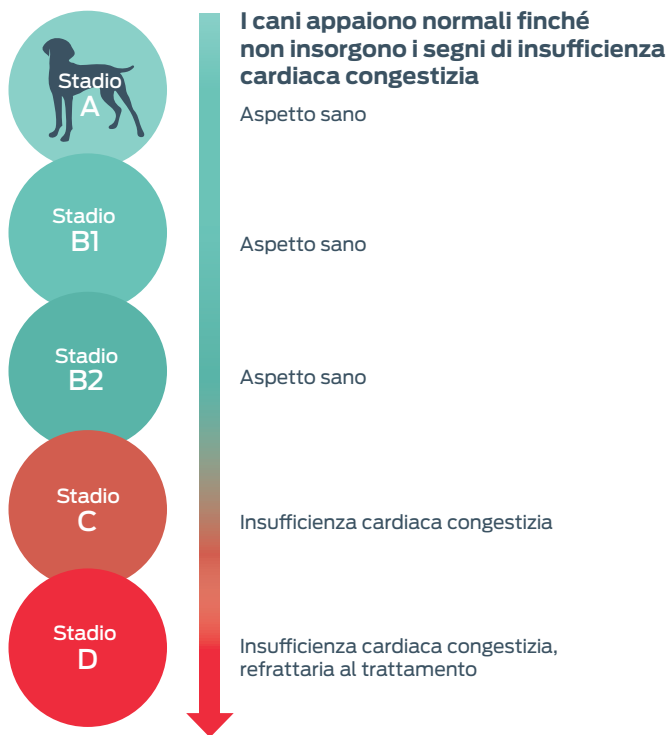 I cani appaiono normali finché
non insorgono i segni di insufficienza
cardiaca congestizia
Stadio
A
Aspetto sano
Stadio
B1
Aspetto sano
Stadio
B2
Aspetto sano
Stadio
C
Insufficienza cardiaca congestizia
Stadio
D
Insufficienza cardiaca congestizia,
refrattaria al trattamento